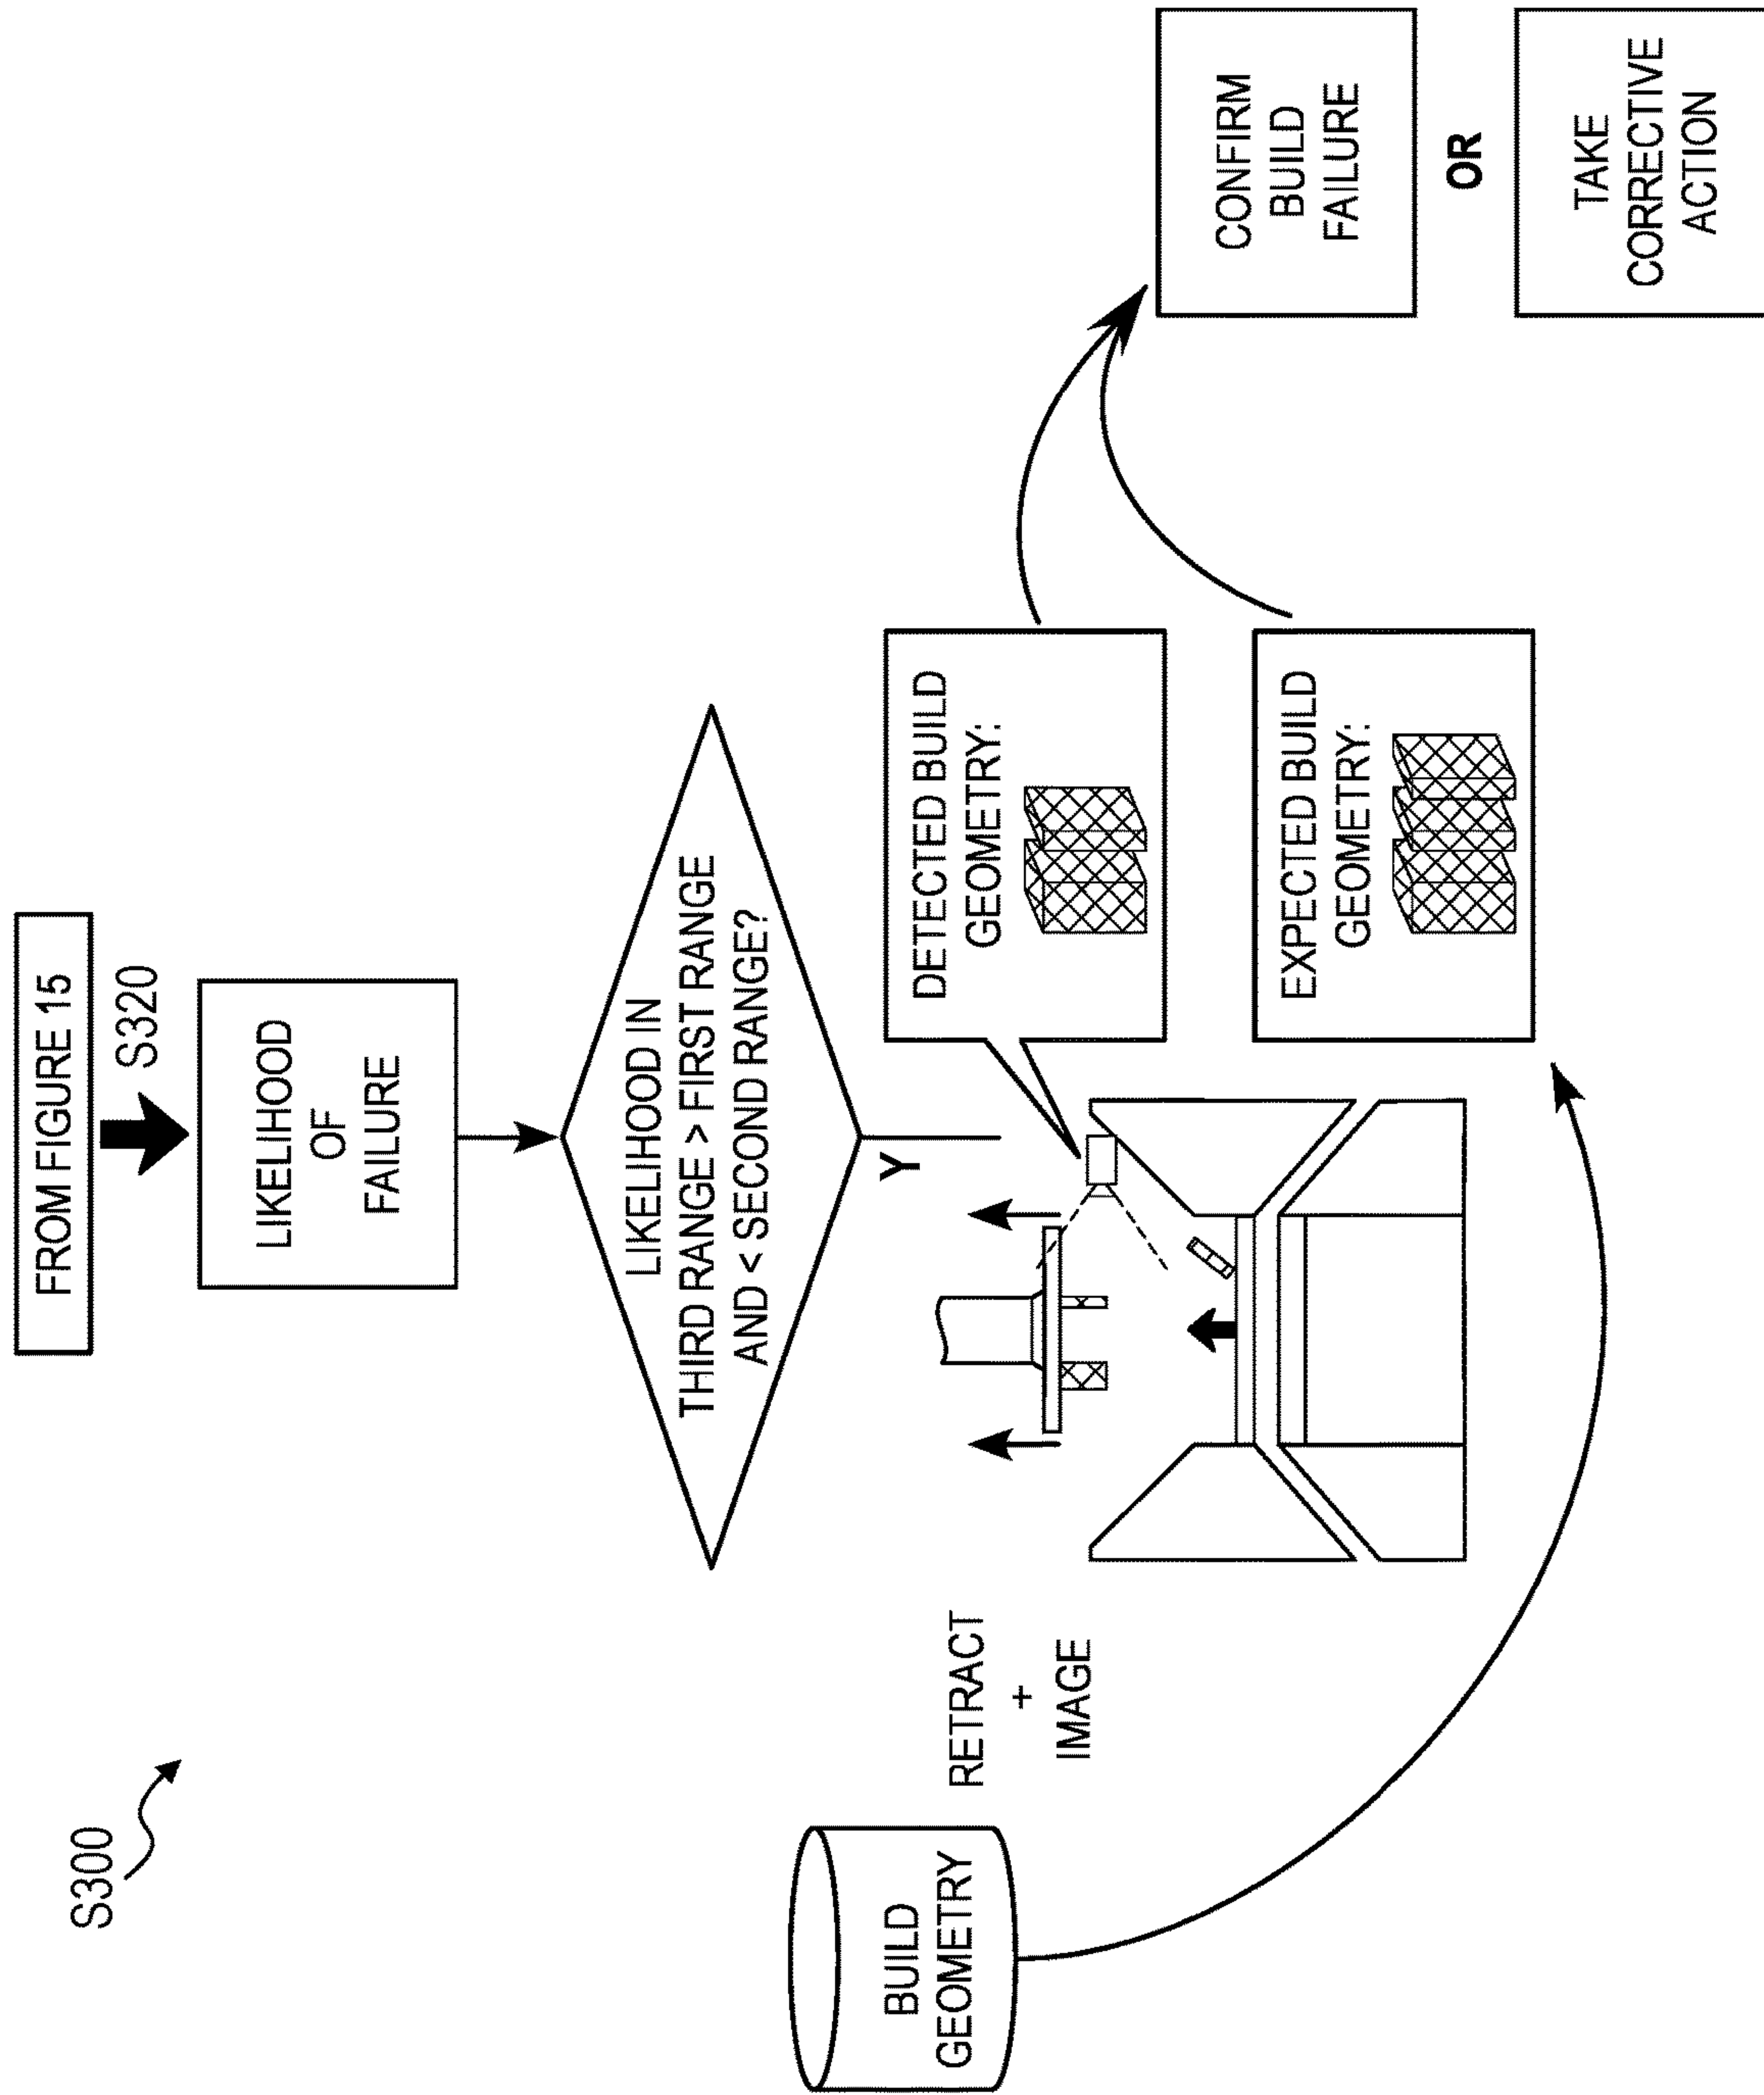 S300
FROM FIGURE 15
S320
LIKELIHOOD
OF
FAILURE
LIKELIHOOD IN
THIRD RANGE > FIRST RANGE
AND < SECOND RANGE?
Y
BUILD
GEOMETRY
RETRACT
+
IMAGE
DETECTED BUILD
GEOMETRY:
EXPECTED BUILD
GEOMETRY:
CONFIRM
BUILD
FAILURE
OR
TAKE
CORRECTIVE
ACTION